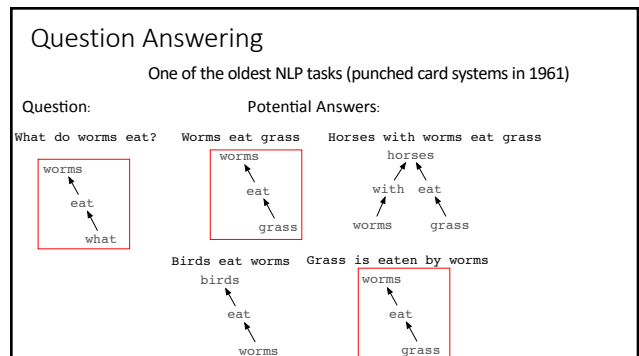 Question Answering
One of the oldest NLP tasks (punched card systems in 1961)
Question: Potential Answers:
What do worms eat? Worms eat grass Horses with worms eat grass
worms
eat
what
worms
eat
grass
horses
with eat
worms grass
Birds eat worms Grass is eaten by worms
birds
eat
worms
worms
eat
grass